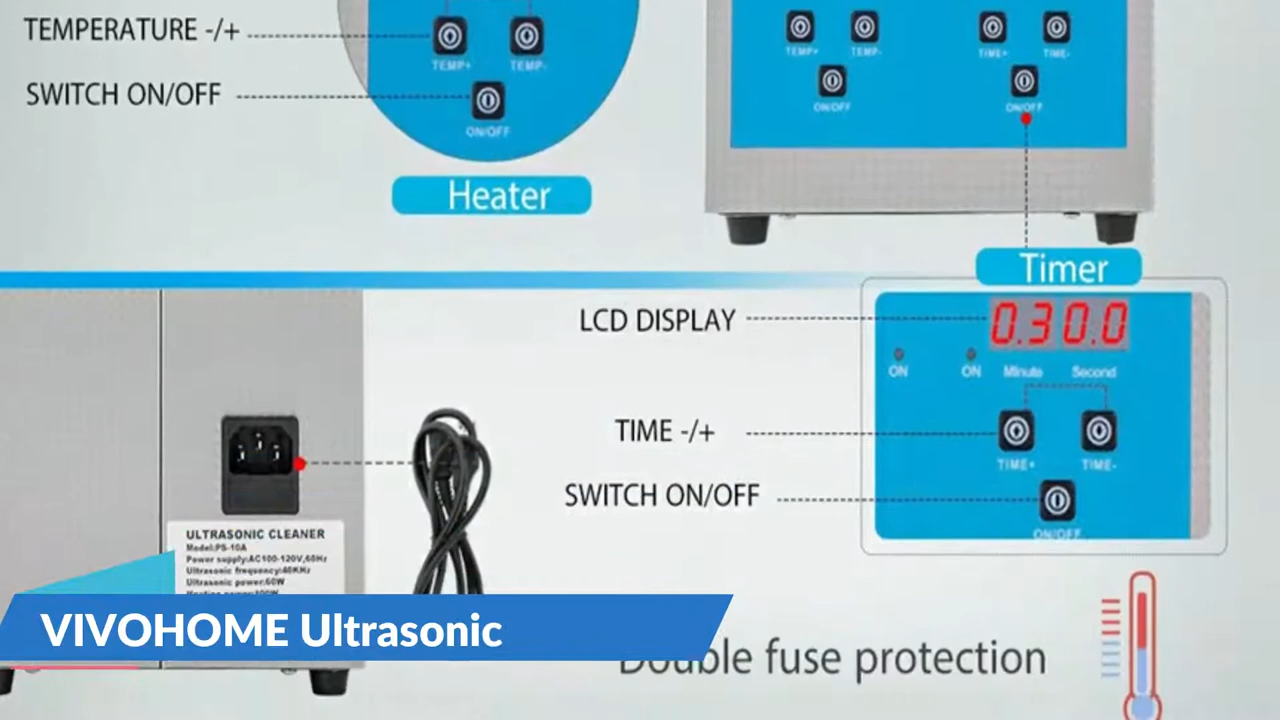 TEMPERATURE -/+
TEMP+ TEMP-
SWITCH ON/OFF
ON/OFF
Heater
TEMP+ TEMP- TIME+ TIME-
ON/OFF ON/OFF
Timer
LCD DISPLAY
0.30.0
ON ON Minute Second
TIME -/+
TIME+ TIME-
SWITCH ON/OFF
ON/OFF
ULTRASONIC CLEANER
Model:PS-10A
Power supply:AC100-120V,60Hz
Ultrasonic frequency:40KHz
Ultrasonic power:60W
VIVOHOME Ultrasonic
Double fuse protection